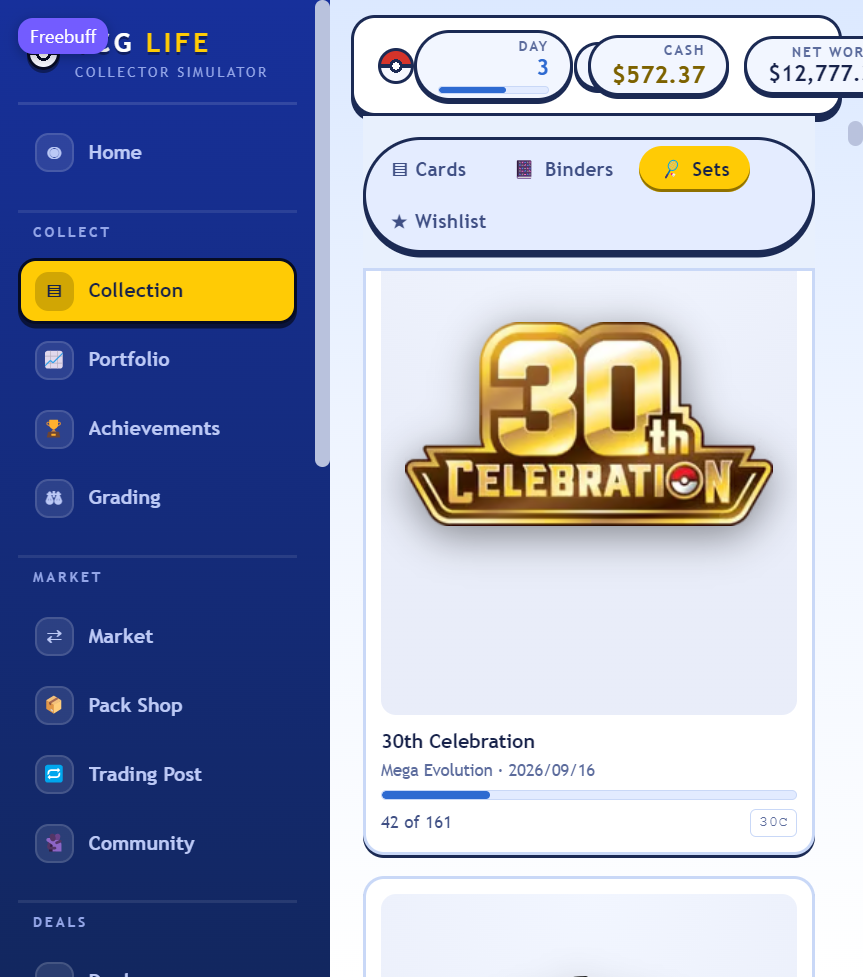 Freebuff
CG LIFE
COLLECTOR SIMULATOR
Home
COLLECT
Collection
Portfolio
Achievements
Grading
MARKET
Market
Pack Shop
Trading Post
Community
DEALS
DAY
3
CASH
$572.37
NET WOR
$12,777.
Cards
Binders
Sets
Wishlist
30th
CELEBRATION
30th Celebration
Mega Evolution · 2026/09/16
42 of 161
30C